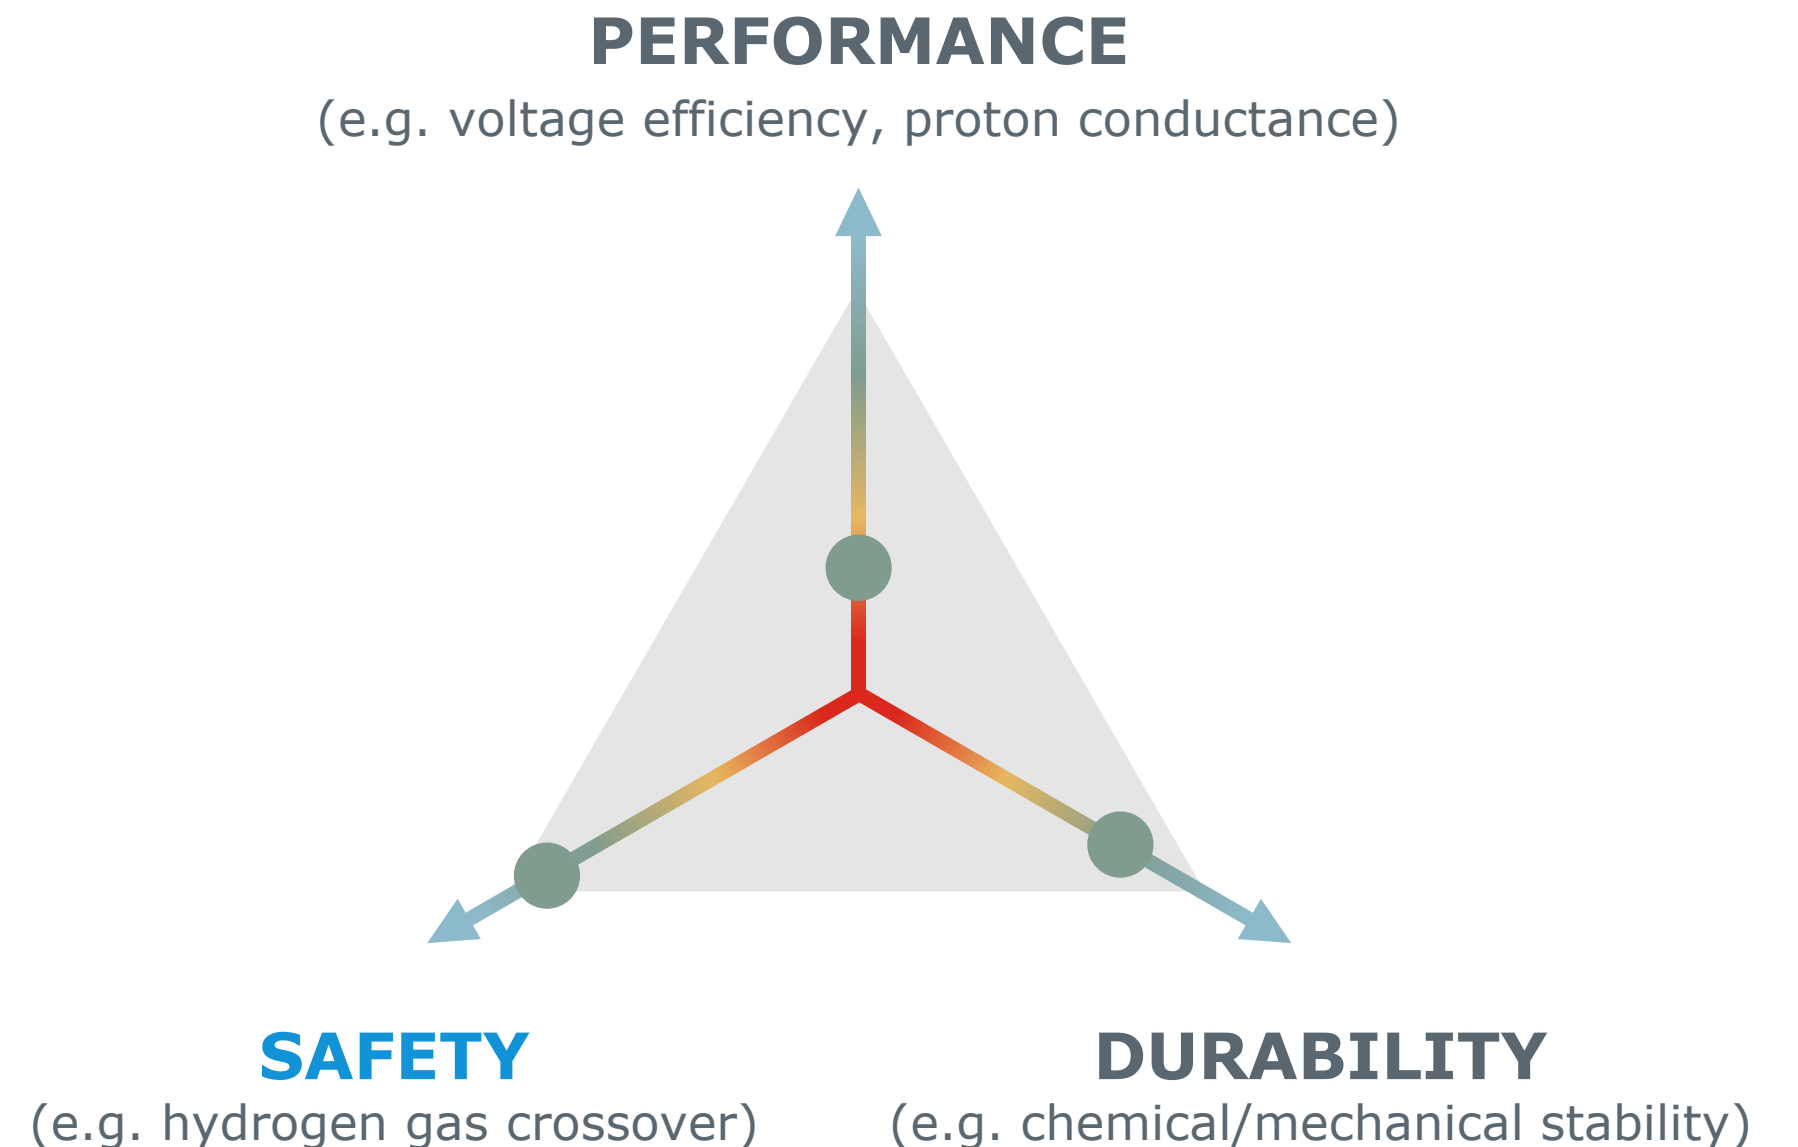 PERFORMANCE
(e.g. voltage efficiency, proton conductance)
SAFETY
(e.g. hydrogen gas crossover)
DURABILITY
(e.g. chemical/mechanical stability)